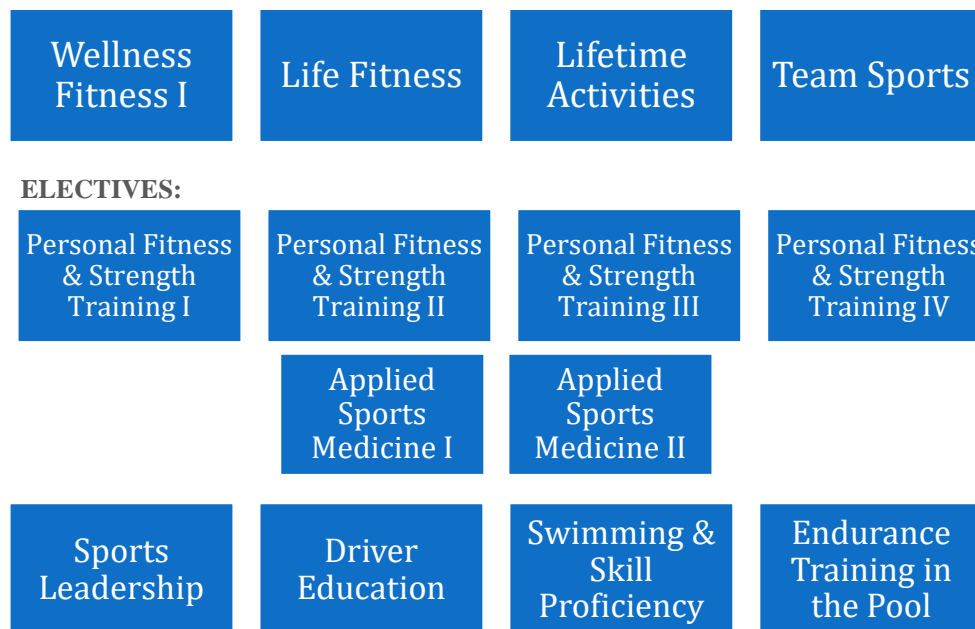 Wellness
Fitness I
Life Fitness
Lifetime
Activities
Team Sports
ELECTIVES:
Personal Fitness
& Strength
Training I
Personal Fitness
& Strength
Training II
Personal Fitness
& Strength
Training III
Personal Fitness
& Strength
Training IV
Applied
Sports
Medicine I
Applied
Sports
Medicine II
Sports
Leadership
Driver
Education
Swimming &
Skill
Proficiency
Endurance
Training in
the Pool